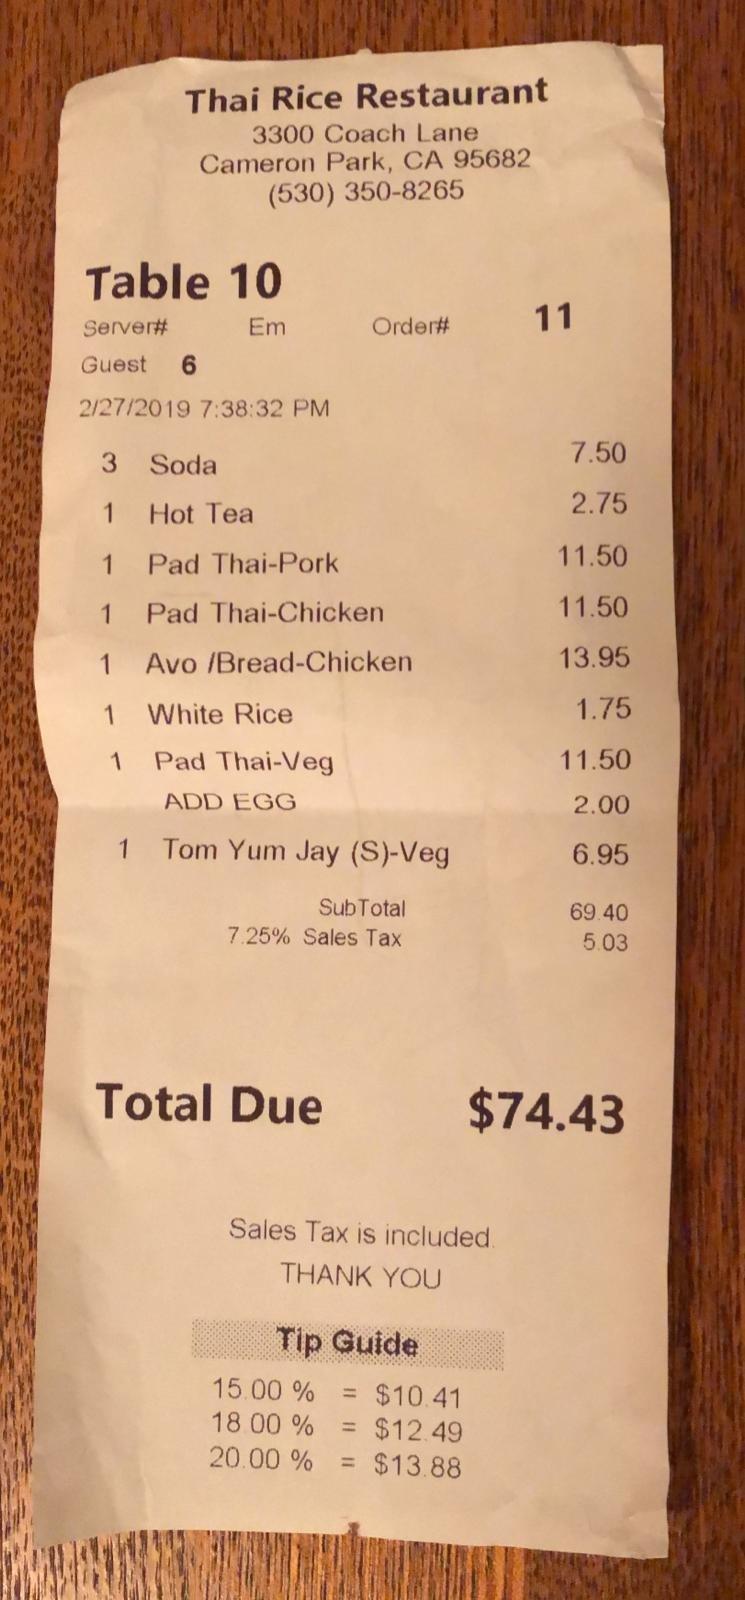 Thai Rice Restaurant
3300 Coach Lane
Cameron Park, CA 95682
(530) 350-8265
Table 10
Server# Em Order# 11
Guest 6
2/27/2019 7:38:32 PM
3 Soda 7.50
1 Hot Tea 2.75
1 Pad Thai-Pork 11.50
1 Pad Thai-Chicken 11.50
1 Avo /Bread-Chicken 13.95
1 White Rice 1.75
1 Pad Thai-Veg 11.50
ADD EGG 2.00
1 Tom Yum Jay (S)-Veg 6.95
SubTotal 69.40
7.25% Sales Tax 5.03
Total Due $74.43
Sales Tax is included.
THANK YOU
Tip Guide
15.00 % = $10.41
18.00 % = $12.49
20.00 % = $13.88